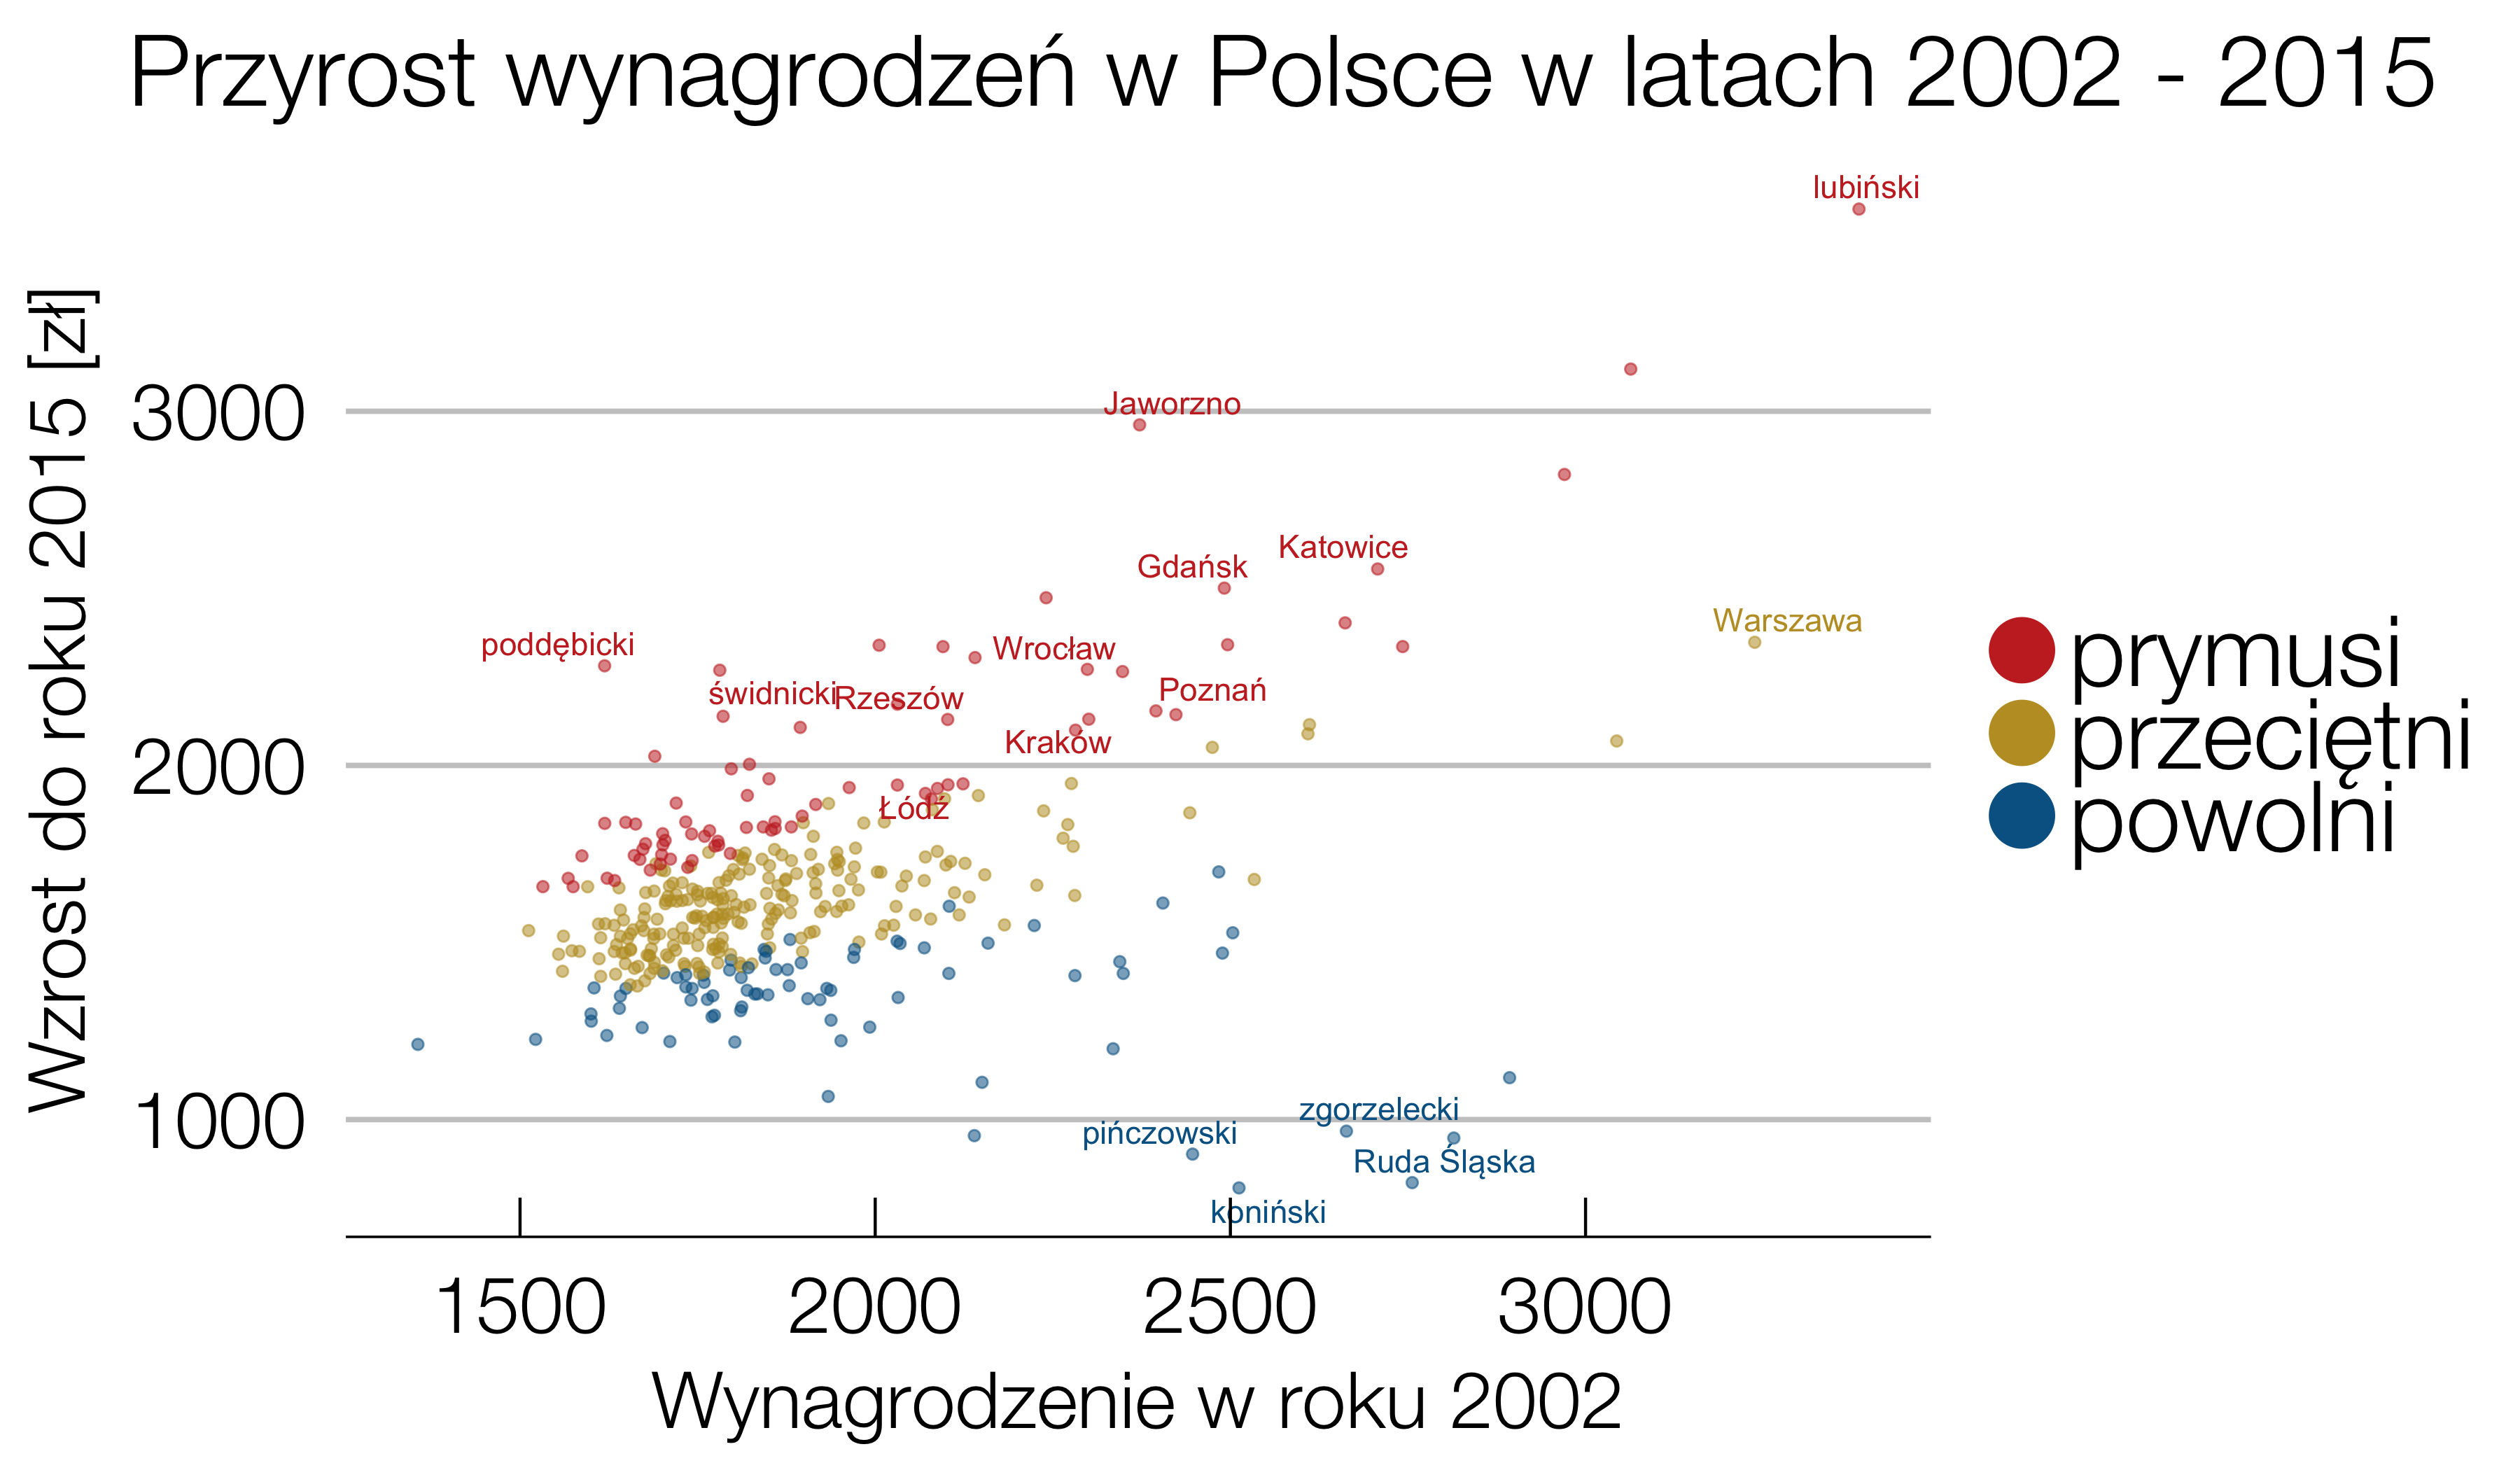 Przyrost wynagrodzeń w Polsce w latach 2002 - 2015
Wzrost do roku 2015 [zł]
3000
2000
1000
lubiński
Jaworzno
Katowice
Gdańsk
Warszawa
poddębicki
Wrocław
świdnicki
Rzeszów
Poznań
Kraków
Łódź
zgorzelecki
pińczowski
Ruda Śląska
koniński
1500
2000
2500
3000
Wynagrodzenie w roku 2002
prymusi
przeciętni
powolni